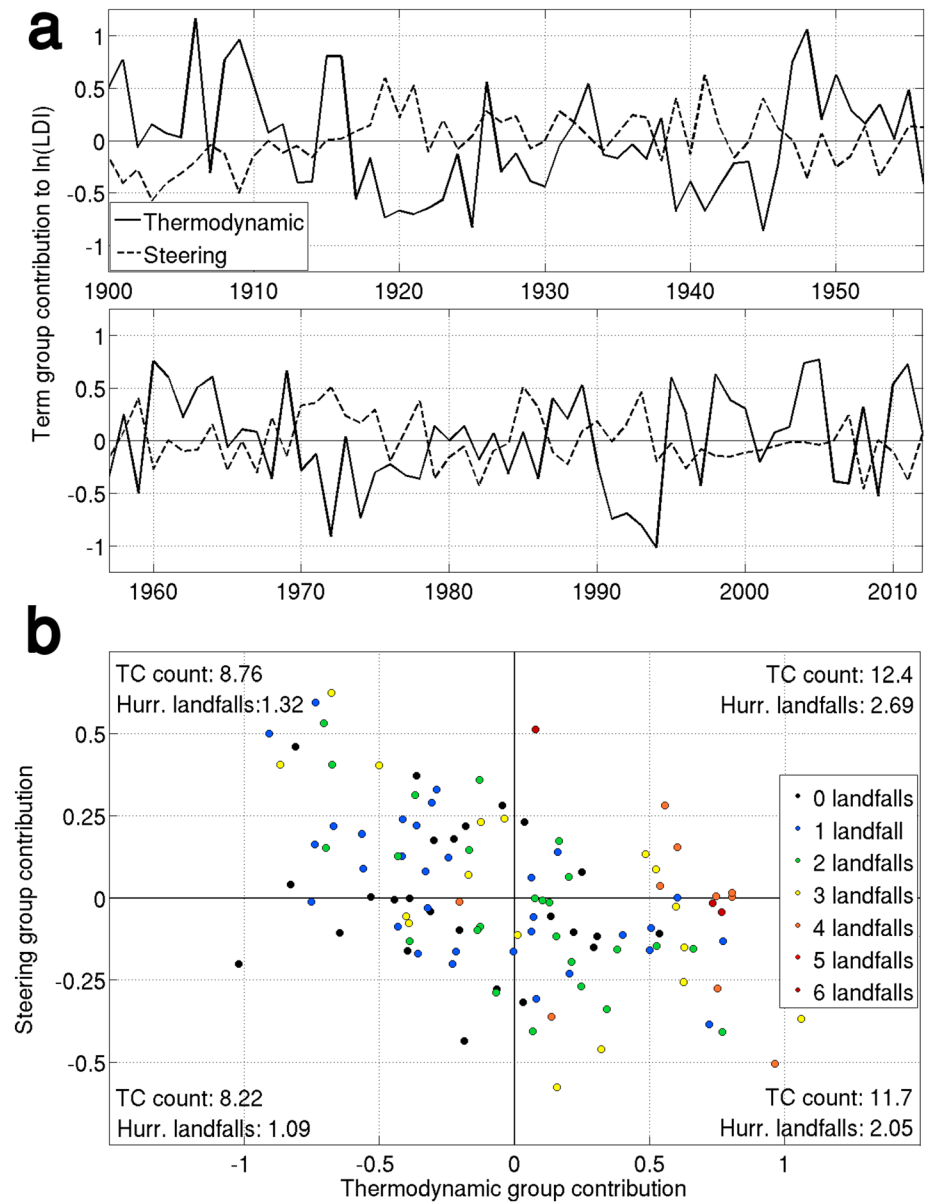 a
Term group contribution to ln(LDI)
1
0.5
0
-0.5
-1
Thermodynamic
Steering
1900 1910 1920 1930 1940 1950
1
0.5
0
-0.5
-1
1960 1970 1980 1990 2000 2010
b
TC count: 8.76
Hurr. landfalls:1.32
TC count: 12.4
Hurr. landfalls: 2.69
Steering group contribution
0.5
0.25
0
-0.25
-0.5
0 landfalls
1 landfall
2 landfalls
3 landfalls
4 landfalls
5 landfalls
6 landfalls
TC count: 8.22
Hurr. landfalls: 1.09
TC count: 11.7
Hurr. landfalls: 2.05
-1 -0.5 0 0.5 1
Thermodynamic group contribution